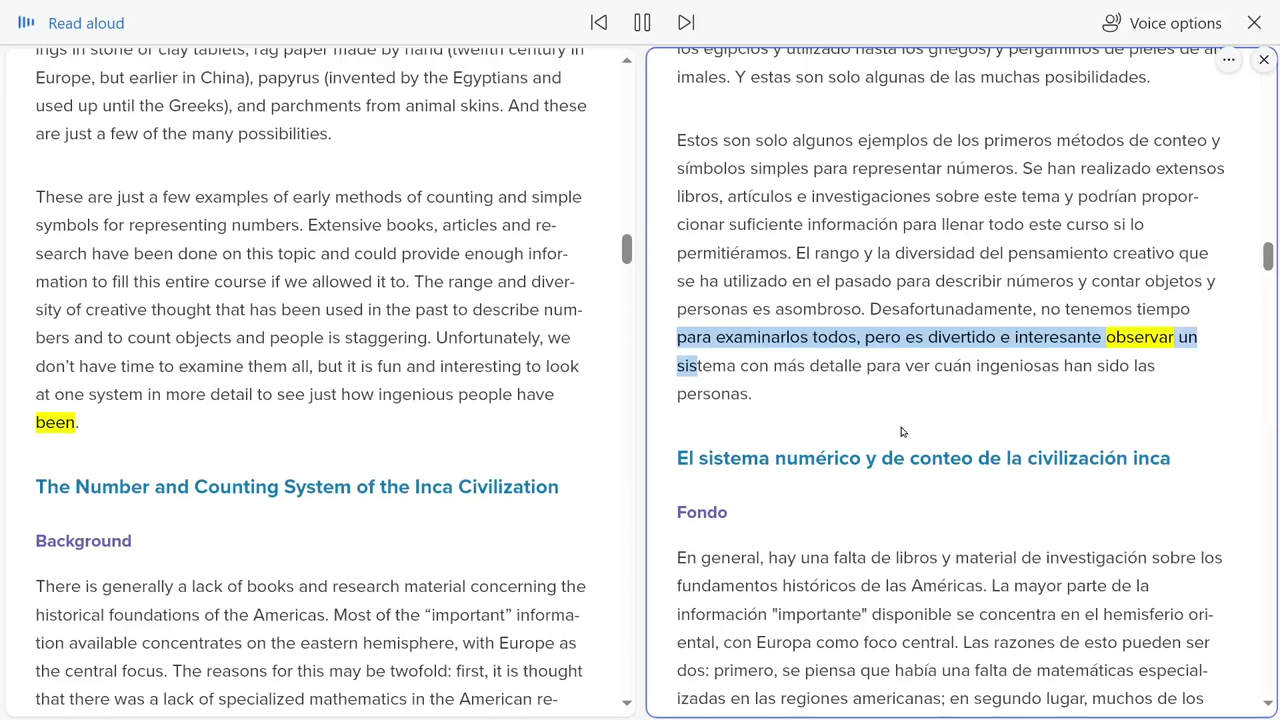 Read aloud
Voice options
ings in stone or clay tablets, rag paper made by hand (twelfth century in
Europe, but earlier in China), papyrus (invented by the Egyptians and
used up until the Greeks), and parchments from animal skins. And these
are just a few of the many possibilities.
These are just a few examples of early methods of counting and simple
symbols for representing numbers. Extensive books, articles and re-
search have been done on this topic and could provide enough infor-
mation to fill this entire course if we allowed it to. The range and diver-
sity of creative thought that has been used in the past to describe num-
bers and to count objects and people is staggering. Unfortunately, we
don’t have time to examine them all, but it is fun and interesting to look
at one system in more detail to see just how ingenious people have
been.
The Number and Counting System of the Inca Civilization
Background
There is generally a lack of books and research material concerning the
historical foundations of the Americas. Most of the “important” informa-
tion available concentrates on the eastern hemisphere, with Europe as
the central focus. The reasons for this may be twofold: first, it is thought
that there was a lack of specialized mathematics in the American re-
los egipcios y utilizado hasta los griegos) y pergaminos de pieles de an-
imales. Y estas son solo algunas de las muchas posibilidades.
Estos son solo algunos ejemplos de los primeros métodos de conteo y
símbolos simples para representar números. Se han realizado extensos
libros, artículos e investigaciones sobre este tema y podrían propor-
cionar suficiente información para llenar todo este curso si lo
permitiéramos. El rango y la diversidad del pensamiento creativo que
se ha utilizado en el pasado para describir números y contar objetos y
personas es asombroso. Desafortunadamente, no tenemos tiempo
para examinarlos todos, pero es divertido e interesante observar un
sistema con más detalle para ver cuán ingeniosas han sido las
personas.
El sistema numérico y de conteo de la civilización inca
Fondo
En general, hay una falta de libros y material de investigación sobre los
fundamentos históricos de las Américas. La mayor parte de la
información "importante" disponible se concentra en el hemisferio ori-
ental, con Europa como foco central. Las razones de esto pueden ser
dos: primero, se piensa que había una falta de matemáticas especial-
izadas en las regiones americanas; en segundo lugar, muchos de los